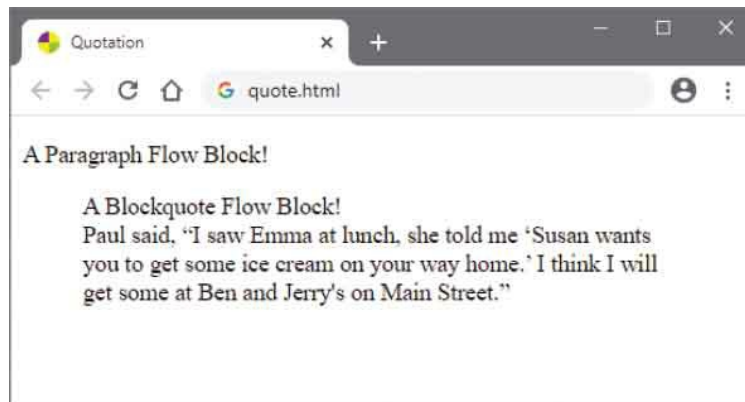 Quotation
quote.html
A Paragraph Flow Block!
A Blockquote Flow Block!
Paul said, “I saw Emma at lunch, she told me ‘Susan wants
you to get some ice cream on your way home.’ I think I will
get some at Ben and Jerry's on Main Street.”